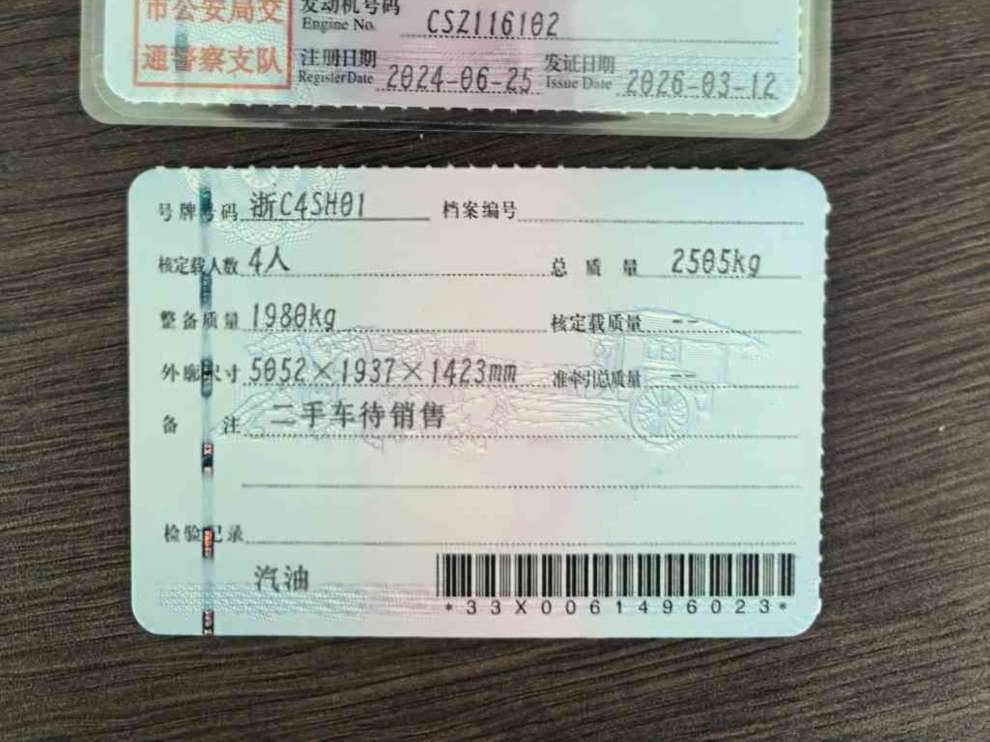 市公安局交
通警察支队
发动机号码
Engine No. CSZ116102
注册日期
Register Date 2024-06-25
发证日期
Issue Date 2026-03-12
号牌号码 浙C4SH01 档案编号
核定载人数 4人 总质量 2505kg
整备质量 1980kg 核定载质量 --
外廓尺寸 5052×1937×1423mm 准牵引总质量 --
备注 二手车待销售
检验记录
汽油
*33X0061496023*